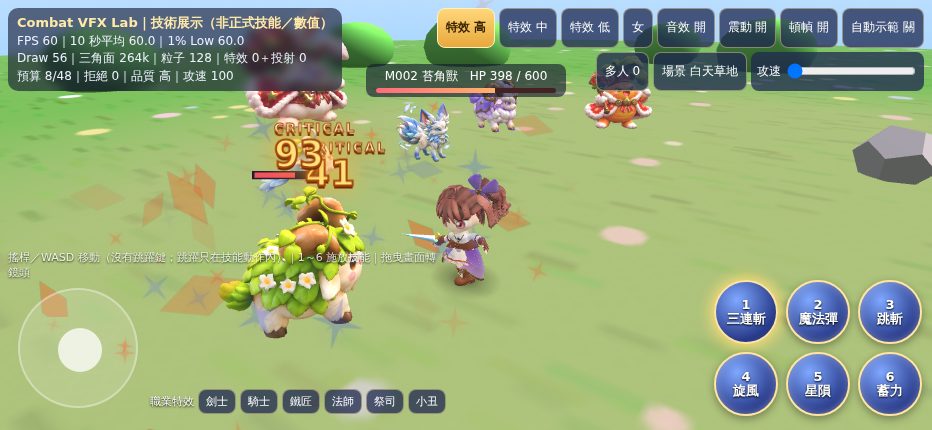 Combat VFX Lab｜技術展示（非正式技能／數值）
FPS 60｜10 秒平均 60.0｜1% Low 60.0
Draw 56｜三角面 264k｜粒子 128｜特效 0＋投射 0
預算 8/48｜拒絕 0｜品質 高｜攻速 100
特效 高
特效 中
特效 低
女
音效 開
震動 開
頓幀 開
自動示範 關
M002 苔角獸 HP 398 / 600
多人 0
場景 白天草地
攻速
CRITICAL
93
CRITICAL
41
搖桿／WASD 移動（沒有跳躍鍵；跳躍只在技能動作內）｜1～6 施放技能｜拖曳畫面轉
鏡頭
1
三連斬
2
魔法彈
3
跳斬
4
旋風
5
星隕
6
蓄力
職業特效
劍士
騎士
鐵匠
法師
祭司
小丑